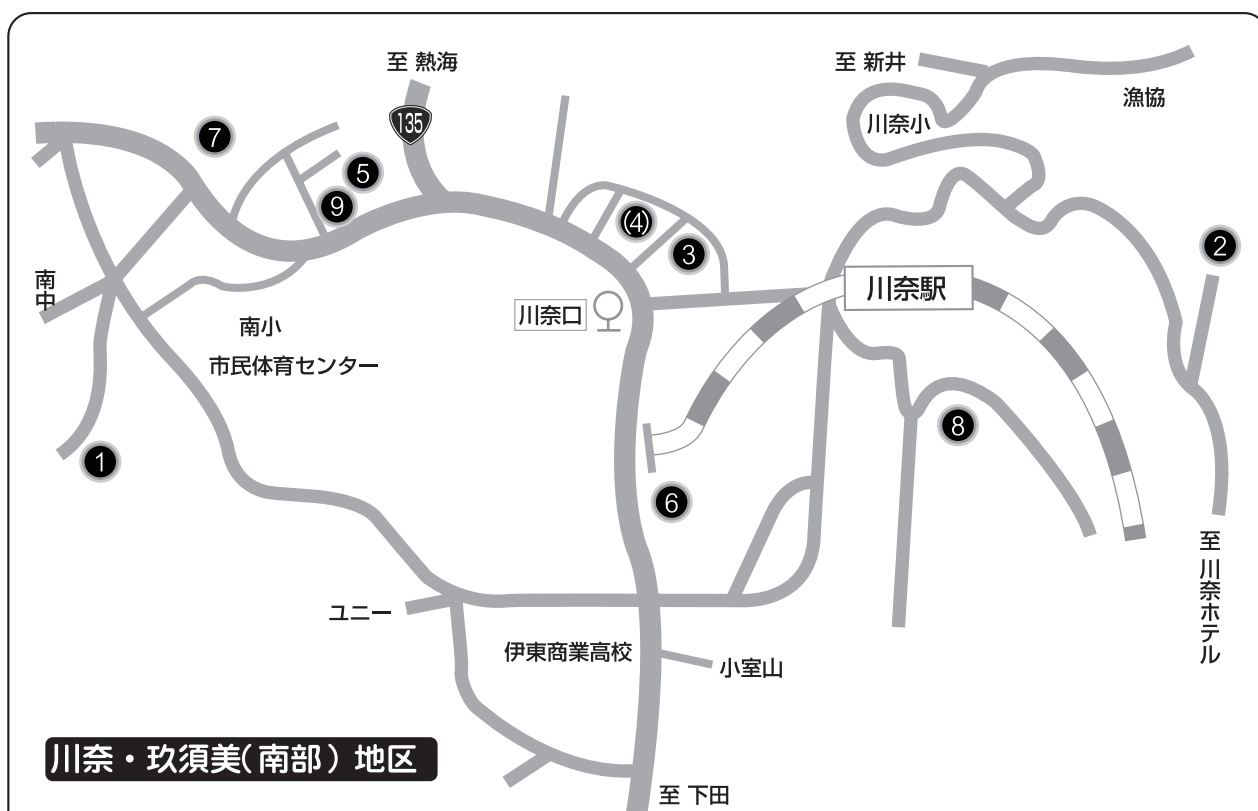 至 熱海
至 新井
漁協
135
川奈小
7
5
9
(4)
3
2
南中
川奈駅
川奈口
南小
市民体育センター
1
8
6
至 川奈ホテル
ユニー
伊東商業高校
小室山
川奈・玖須美(南部)地区
至 下田